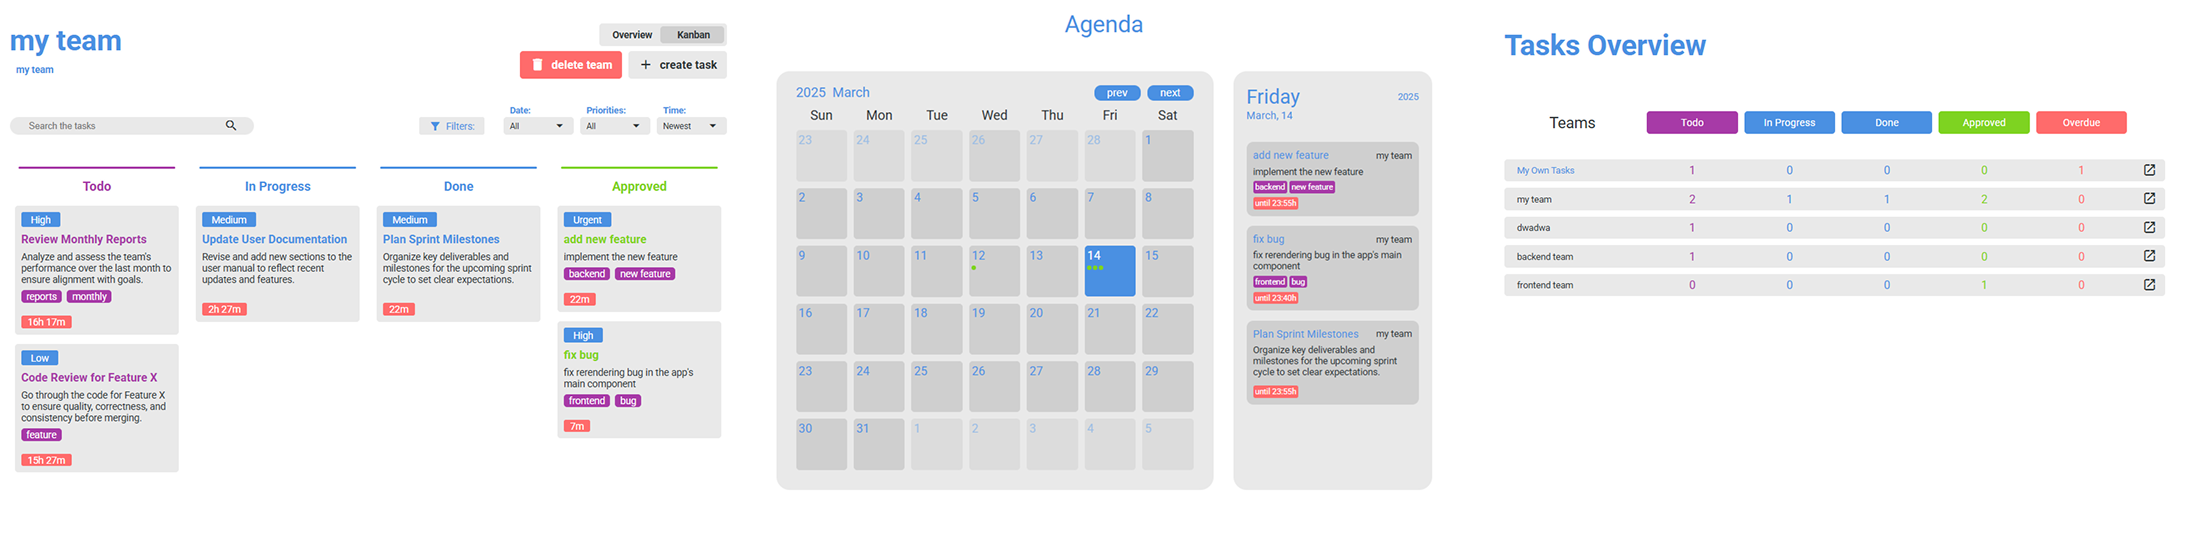 my team
my team
Overview Kanban
delete team + create task
Search the tasks
Filters:
Date: Priorities: Time:
All All Newest
Todo
High
Review Monthly Reports
Analyze and assess the team's
performance over the last month to
ensure alignment with goals.
reports monthly
16h 17m
Low
Code Review for Feature X
Go through the code for Feature X
to ensure quality, correctness, and
consistency before merging.
feature
15h 27m
In Progress
Medium
Update User Documentation
Revise and add new sections to the
user manual to reflect recent
updates and features.
2h 27m
Done
Medium
Plan Sprint Milestones
Organize key deliverables and
milestones for the upcoming sprint
cycle to set clear expectations.
22m
Approved
Urgent
add new feature
implement the new feature
backend new feature
22m
High
fix bug
fix rerendering bug in the app's
main component
frontend bug
7m
Agenda
2025 March prev next
Sun Mon Tue Wed Thu Fri Sat
23 24 25 26 27 28 1
2 3 4 5 6 7 8
9 10 11 12 13 14 15
16 17 18 19 20 21 22
23 24 25 26 27 28 29
30 31 1 2 3 4 5
Friday 2025
March, 14
add new feature my team
implement the new feature
backend new feature
until 23:55h
fix bug my team
fix rerendering bug in the app's main
component
frontend bug
until 23:40h
Plan Sprint Milestones my team
Organize key deliverables and
milestones for the upcoming sprint
cycle to set clear expectations.
until 23:55h
Tasks Overview
Teams Todo In Progress Done Approved Overdue
My Own Tasks 1 0 0 0 1
my team 2 1 1 2 0
dwadwa 1 0 0 0 0
backend team 1 0 0 0 0
frontend team 0 0 0 1 0